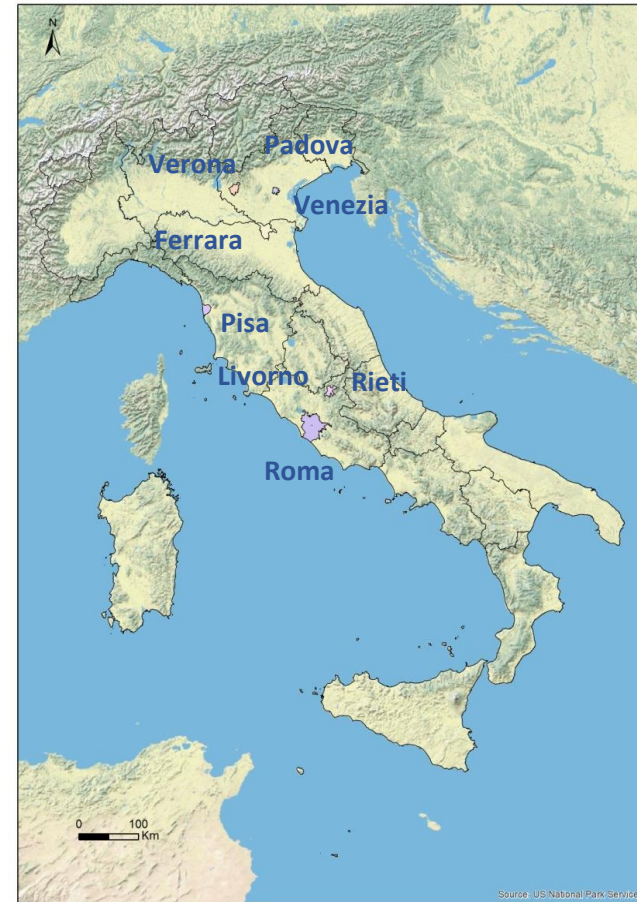 N
Padova
Verona
Venezia
Ferrara
Pisa
Livorno
Rieti
Roma
0 100
Km
Source: US National Park Service